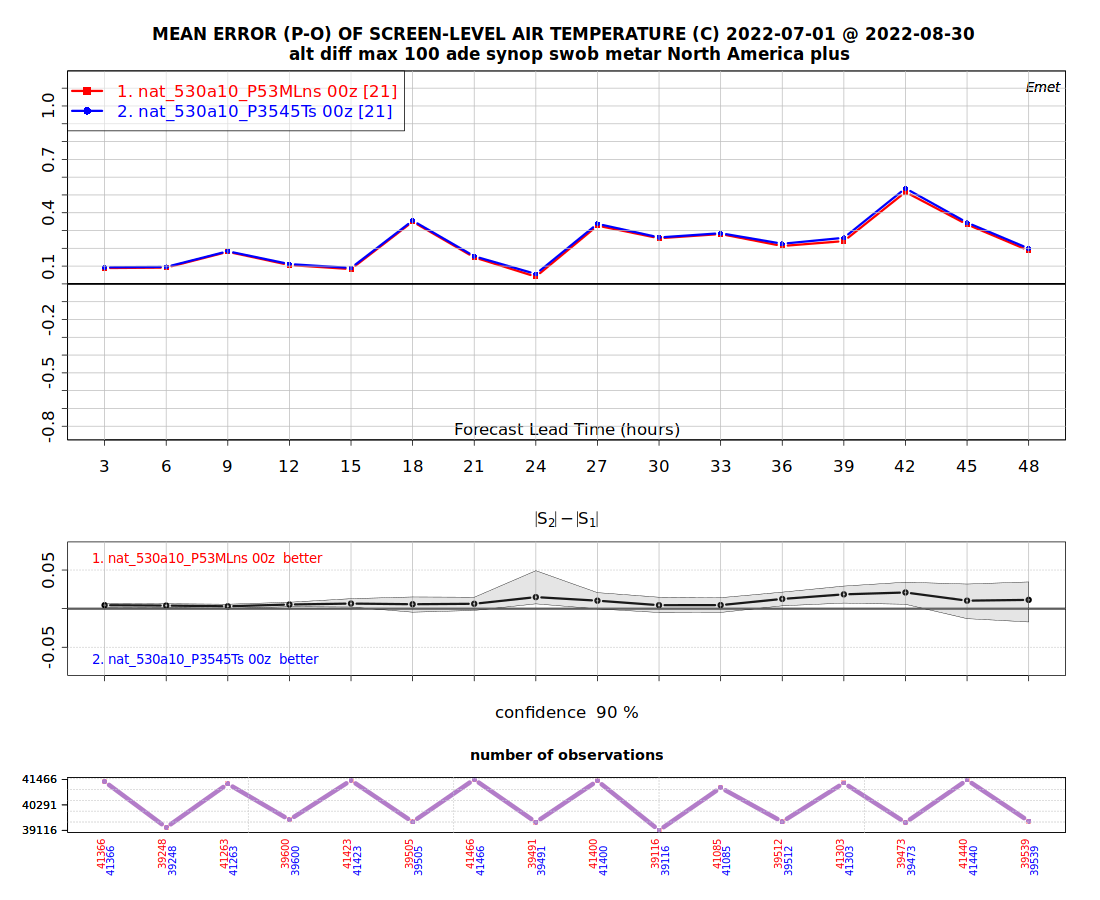 MEAN ERROR (P-O) OF SCREEN-LEVEL AIR TEMPERATURE (C) 2022-07-01 @ 2022-08-30
alt diff max 100 ade synop swob metar North America plus
1. nat_530a10_P53MLns 00z [21]
2. nat_530a10_P3545Ts 00z [21]
Emet
1.0
0.7
0.4
0.1
-0.2
-0.5
-0.8
Forecast Lead Time (hours)
3 6 9 12 15 18 21 24 27 30 33 36 39 42 45 48
|S2| − |S1|
1. nat_530a10_P53MLns 00z  better
0.05
-0.05
2. nat_530a10_P3545Ts 00z  better
confidence  90 %
number of observations
41466
40291
39116
41366 39248 41263 39600 41423 39505 41466 39491 41400 39116 41085 39512 41303 39473 41440 39539
41366 39248 41263 39600 41423 39505 41466 39491 41400 39116 41085 39512 41303 39473 41440 39539